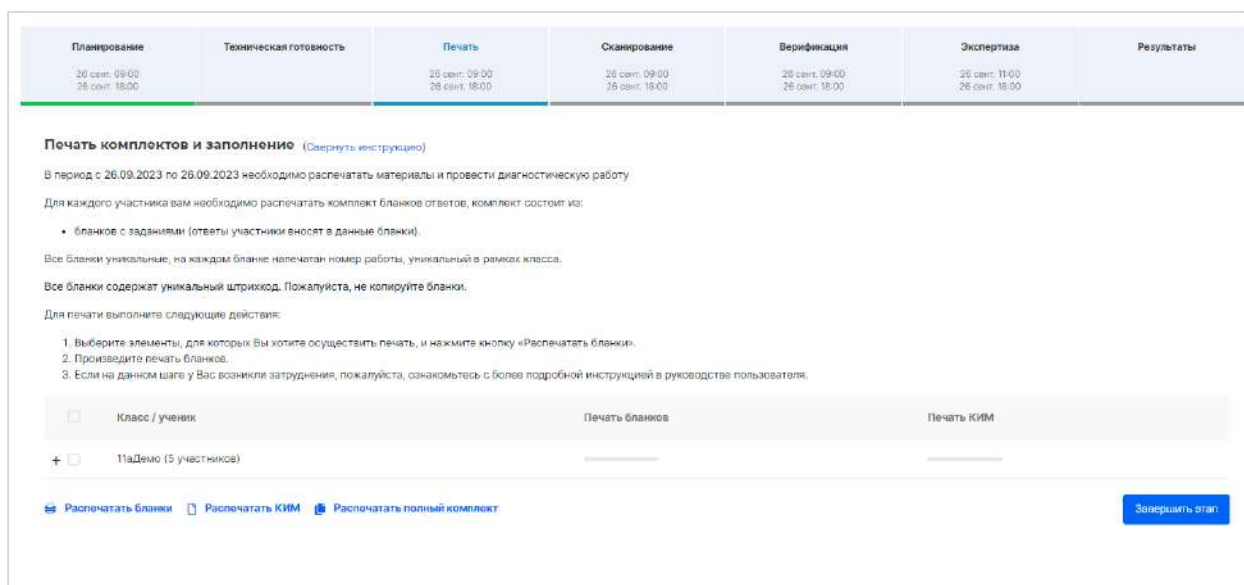 Планирование Техническая готовность Печать Сканирование Верификация Экспертиза Результаты
26 сент. 09:00 26 сент. 09:00 26 сент. 09:00 26 сент. 09:00 26 сент. 11:00
26 сент. 18:00 26 сент. 18:00 26 сент. 18:00 26 сент. 18:00 26 сент. 18:00
Печать комплектов и заполнение (Свернуть инструкцию)
В период с 26.09.2023 по 26.09.2023 необходимо распечатать материалы и провести диагностическую работу
Для каждого участника вам необходимо распечатать комплект бланков ответов, комплект состоит из:
• бланков с заданиями (ответы участники вносят в данные бланки).
Все бланки уникальные, на каждом бланке напечатан номер работы, уникальный в рамках класса.
Все бланки содержат уникальный штрихкод. Пожалуйста, не копируйте бланки.
Для печати выполните следующие действия:
1. Выберите элементы, для которых Вы хотите осуществить печать, и нажмите кнопку «Распечатать бланки».
2. Произведите печать бланков.
3. Если на данном шаге у Вас возникли затруднения, пожалуйста, ознакомьтесь с более подробной инструкцией в руководстве пользователя.
Класс / ученик Печать бланков Печать КИМ
+ 11аДемо (5 участников)
Распечатать бланки Распечатать КИМ Распечатать полный комплект Завершить этап